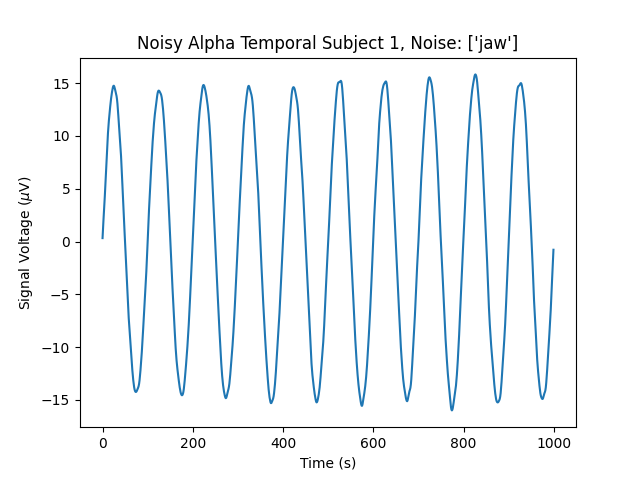 Noisy Alpha Temporal Subject 1, Noise: ['jaw']
15
10
5
0
−5
−10
−15
Signal Voltage (μV)
0 200 400 600 800 1000
Time (s)